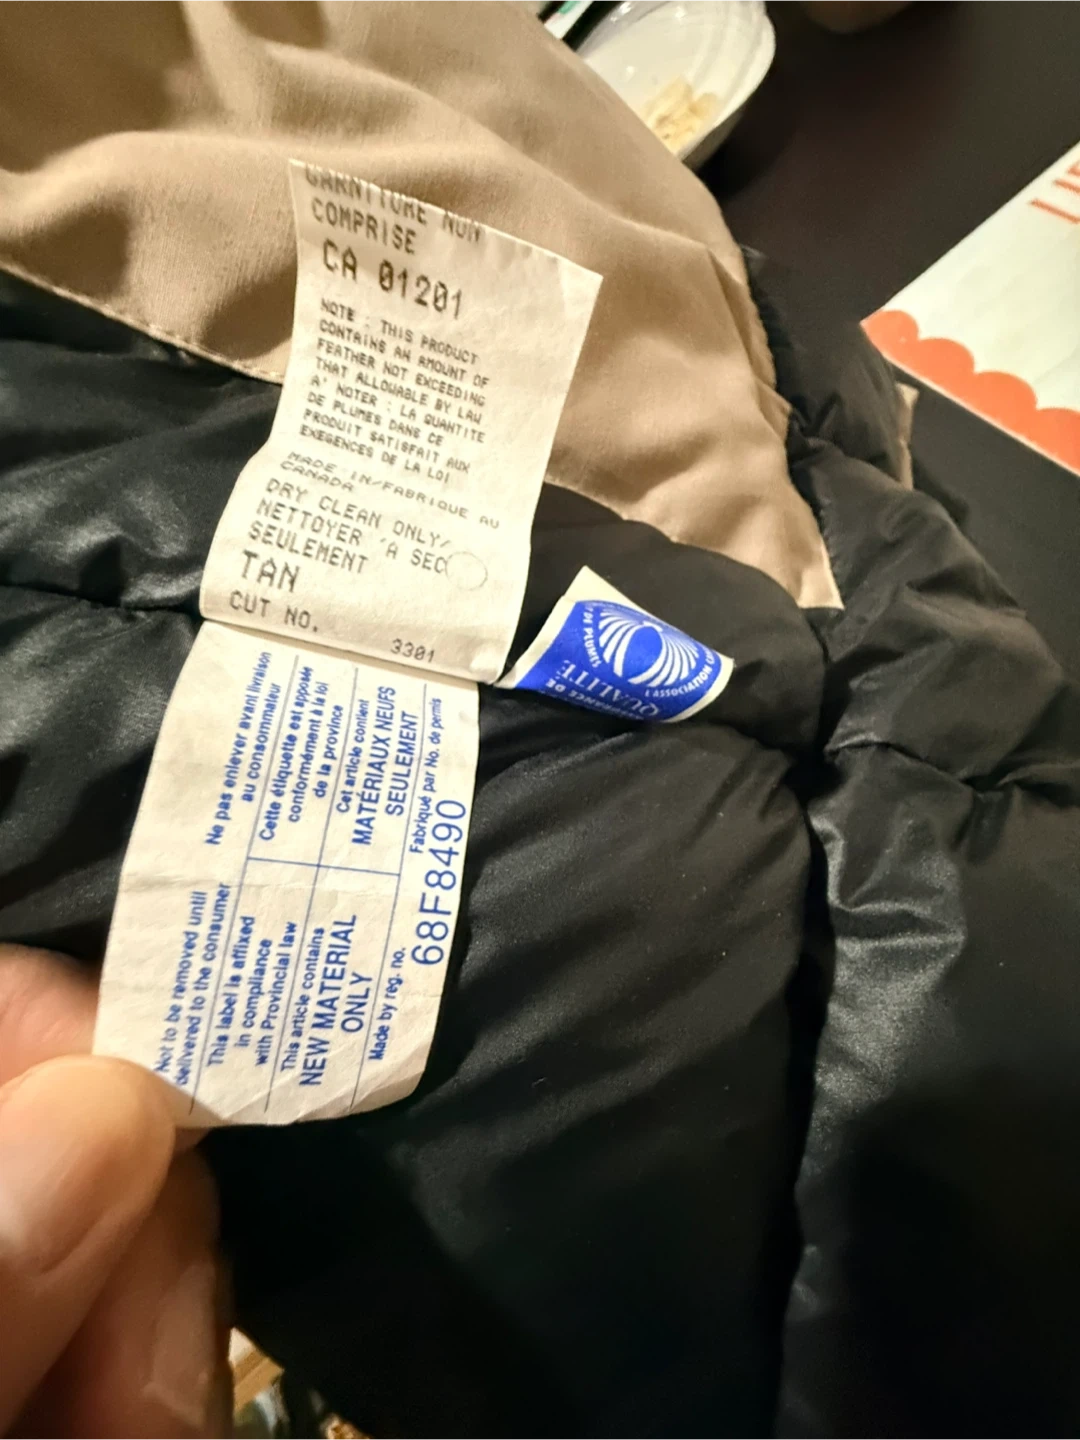 GARNITURE NON
COMPRISE
CA 01201
NOTE : THIS PRODUCT
CONTAINS AN AMOUNT OF
FEATHER NOT EXCEEDING
THAT ALLOWABLE BY LAW
A' NOTER : LA QUANTITE
DE PLUMES DANS CE
PRODUIT SATISFAIT AUX
EXEGENCES DE LA LOI
MADE IN/FABRIQUE AU
CANADA
DRY CLEAN ONLY/
NETTOYER 'A SEC
SEULEMENT
TAN
CUT NO.
3301
Not to be removed until
delivered to the consumer
Ne pas enlever avant livraison
au consommateur
This label is affixed
in compliance
with Provincial law
Cette étiquette est apposée
conformément à la loi
de la province
This article contains
NEW MATERIAL
ONLY
Cet article contient
MATÉRIAUX NEUFS
SEULEMENT
Made by reg. no.
Fabriqué par No. de permis
68F8490
DE PLUMES
L'ASSOCIATION
QUALITÉ
DE